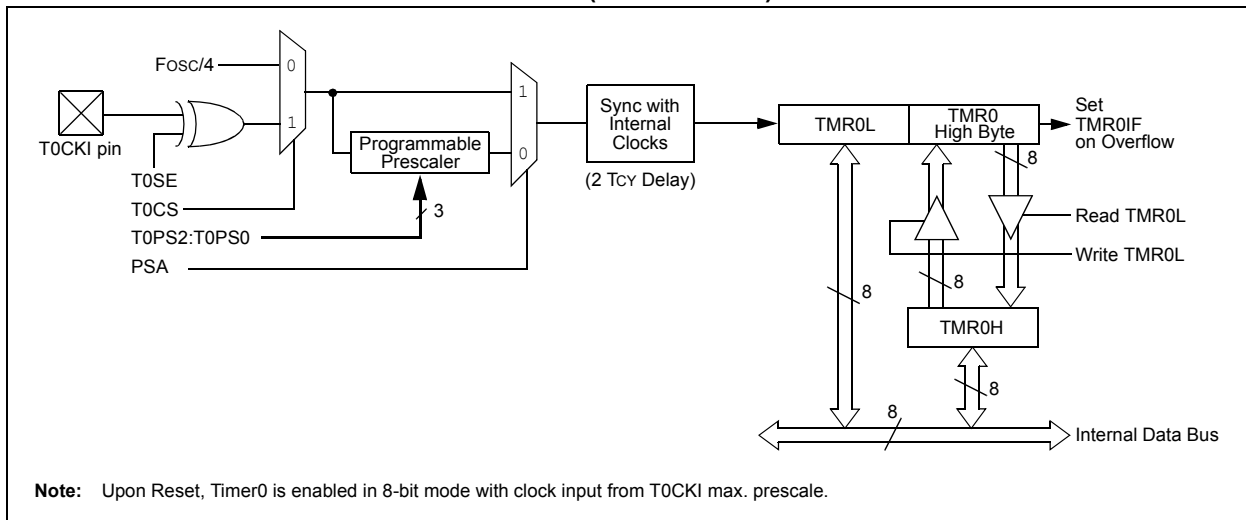 Fosc/4
0
1
T0CKI pin
T0SE
T0CS
T0PS2:T0PS0
PSA
Programmable
Prescaler
3
1
0
Sync with
Internal
Clocks
(2 TCY Delay)
TMR0L
TMR0
High Byte
Set
TMR0IF
on Overflow
8
Read TMR0L
Write TMR0L
8
8
TMR0H
8
8
Internal Data Bus
Note: Upon Reset, Timer0 is enabled in 8-bit mode with clock input from T0CKI max. prescale.